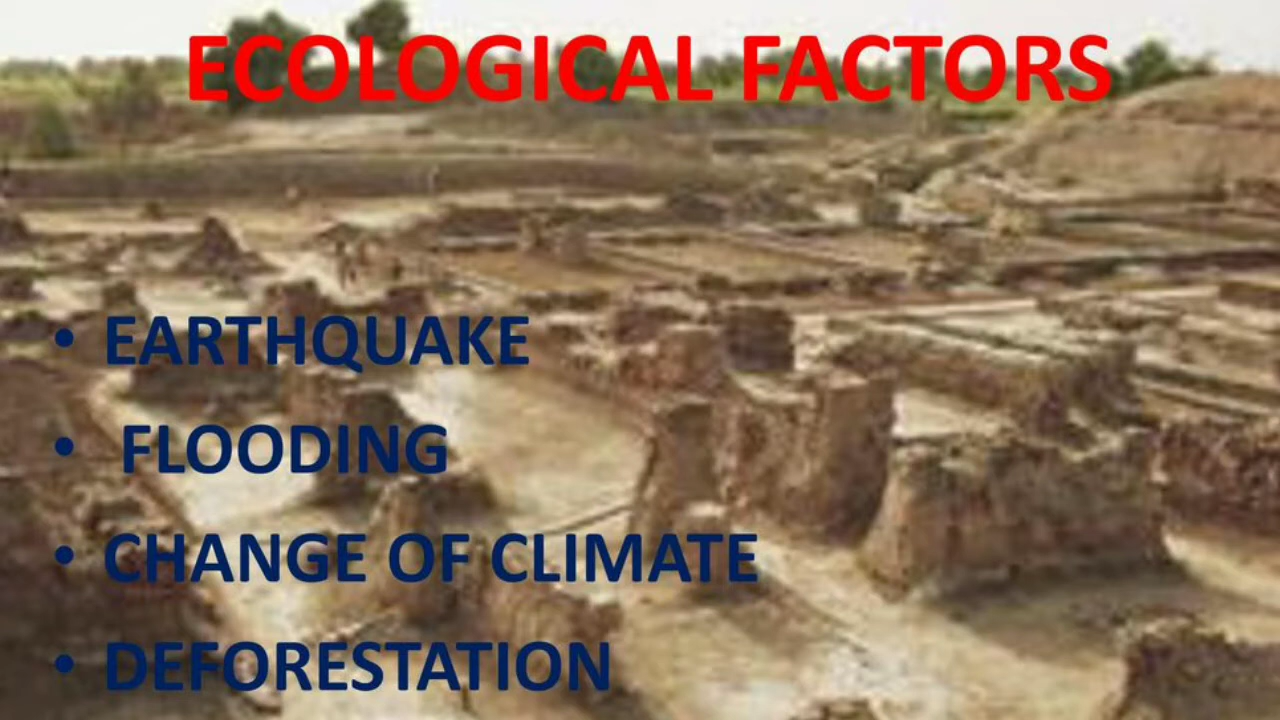 ECOLOGICAL FACTORS
• EARTHQUAKE
• FLOODING
• CHANGE OF CLIMATE
• DEFORESTATION